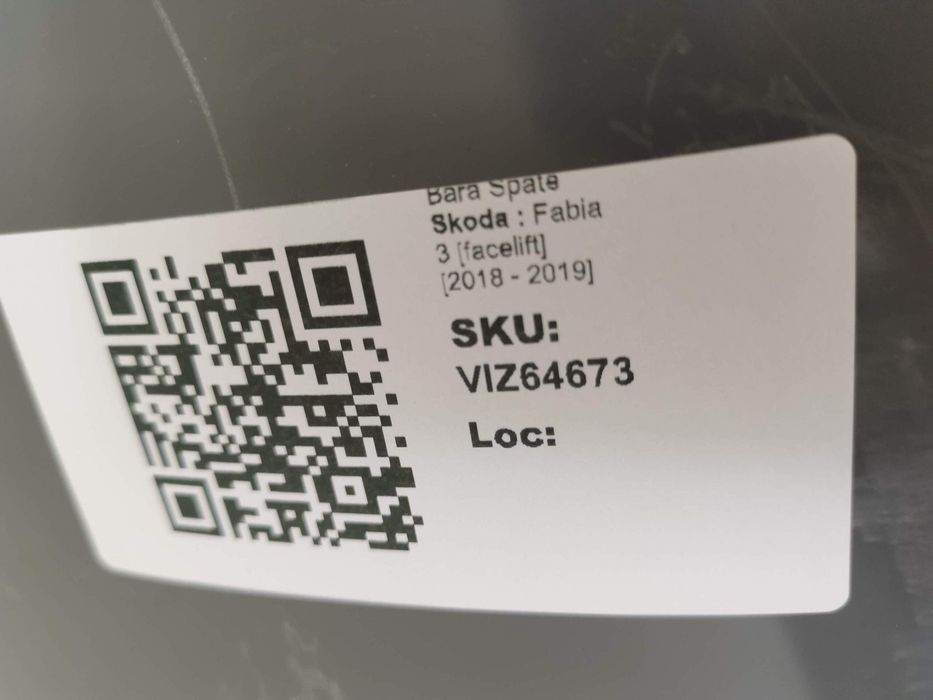 Bara Spate
Skoda : Fabia
3 [facelift]
[2018 - 2019]
SKU:
VIZ64673
Loc: